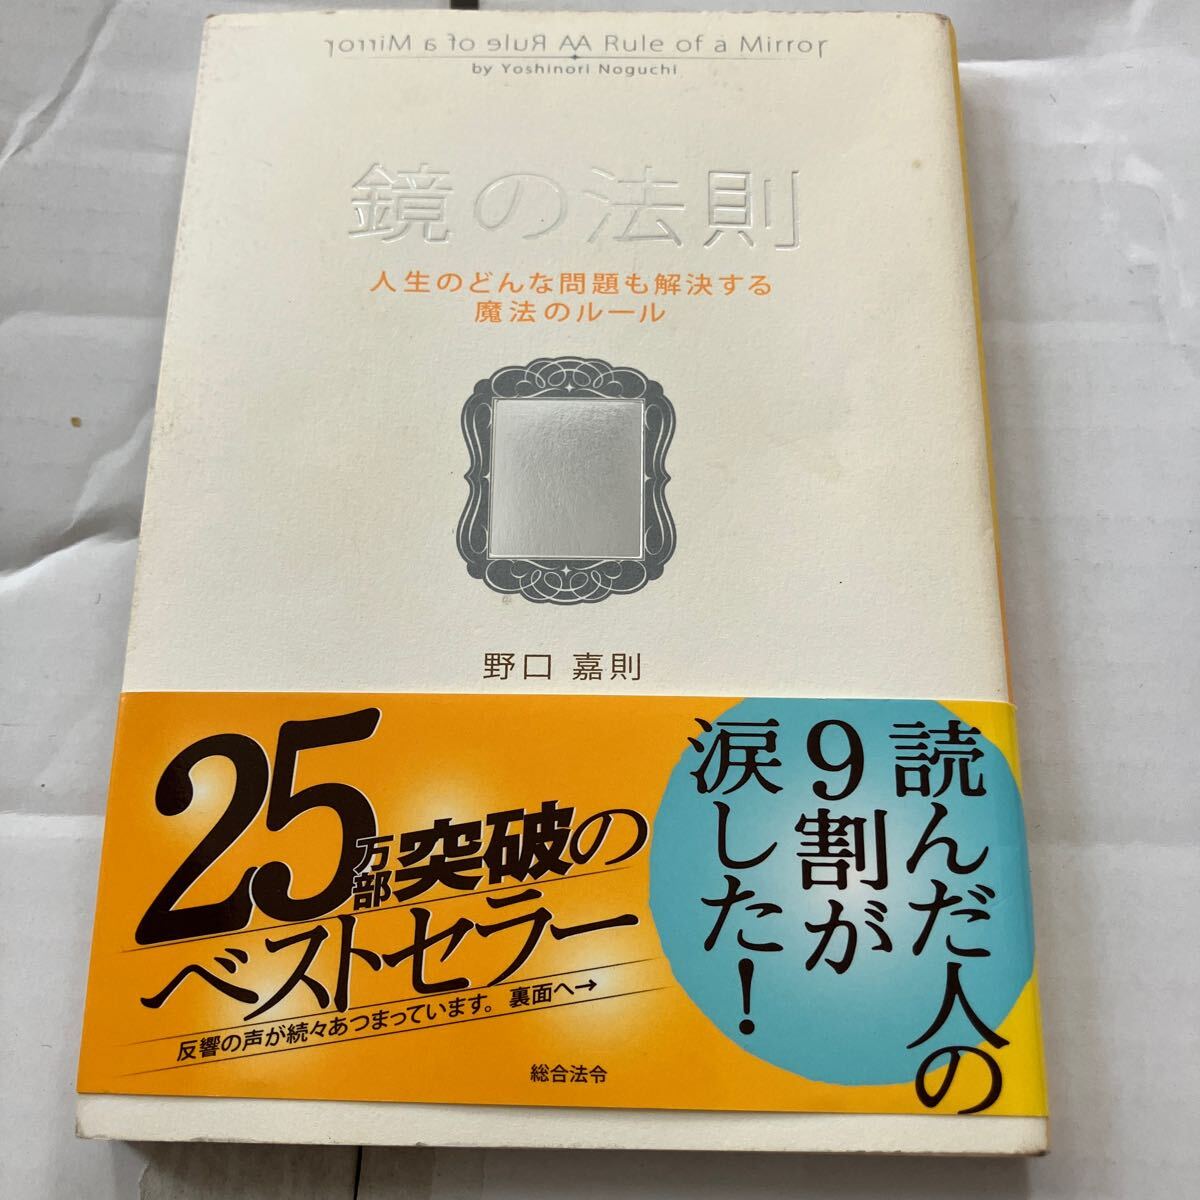 A Rule of a Mirror A Rule of a Mirror
by Yoshinori Noguchi
鏡の法則
人生のどんな問題も解決する
魔法のルール
野口 嘉則
読んだ人の
9割が
涙した!
25万部突破の
ベストセラー
反響の声が続々あつまっています。裏面へ→
総合法令